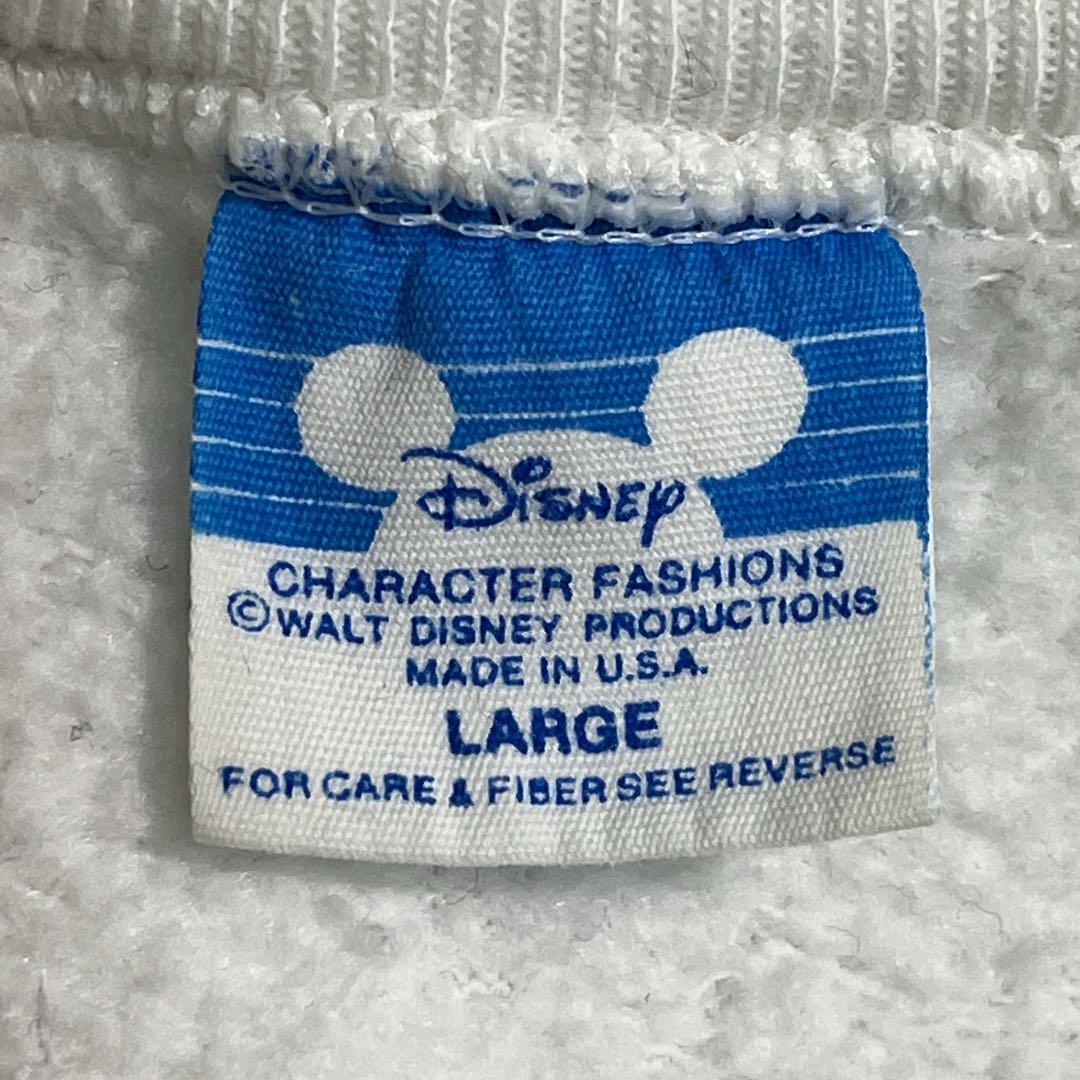 Disney
CHARACTER FASHIONS
© WALT DISNEY PRODUCTIONS
MADE IN U.S.A.
LARGE
FOR CARE & FIBER SEE REVERSE